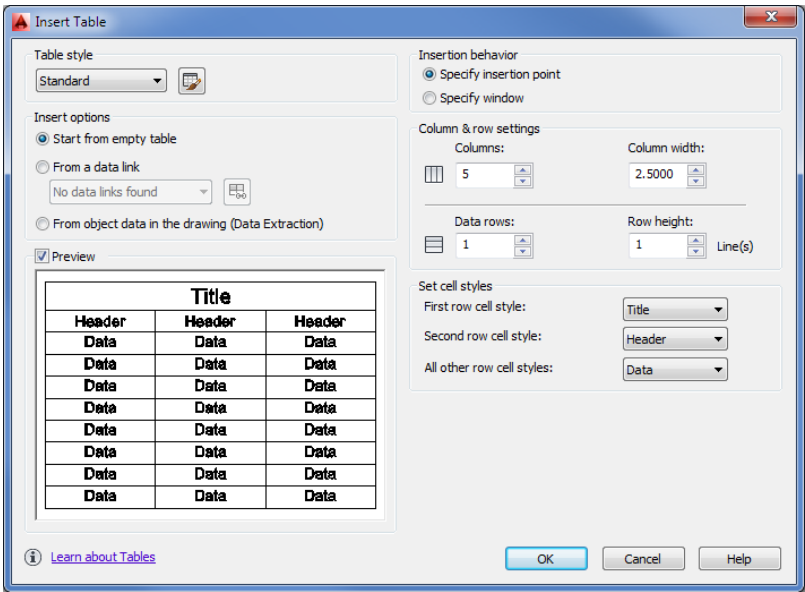 Insert Table
Table style
Standard
Insert options
Start from empty table
From a data link
No data links found
From object data in the drawing (Data Extraction)
Preview
Title
Header Header Header
Data Data Data
Data Data Data
Data Data Data
Data Data Data
Data Data Data
Data Data Data
Data Data Data
Data Data Data
Learn about Tables
Insertion behavior
Specify insertion point
Specify window
Column & row settings
Columns: Column width:
5 2.5000
Data rows: Row height:
1 1 Line(s)
Set cell styles
First row cell style: Title
Second row cell style: Header
All other row cell styles: Data
OK Cancel Help